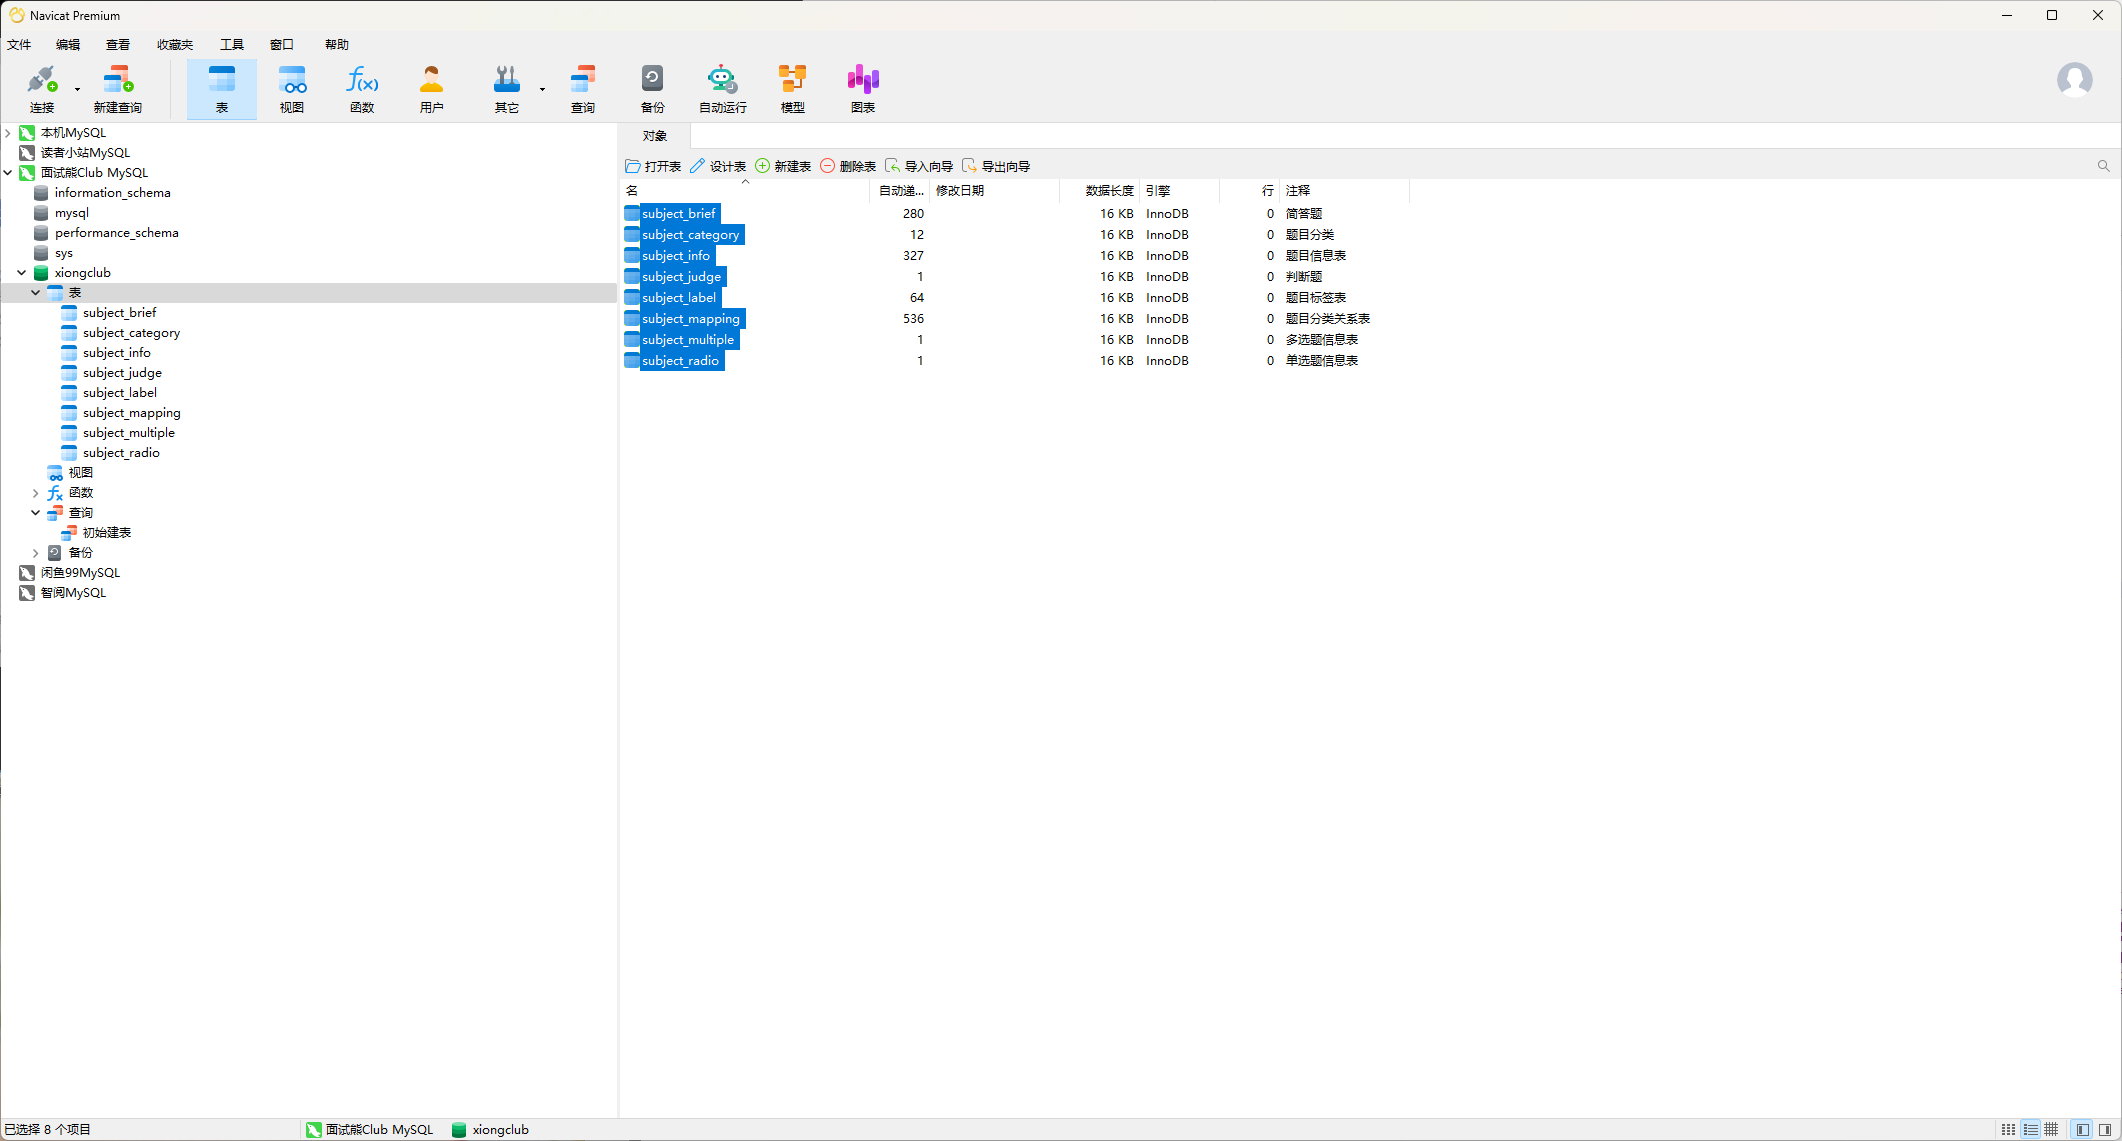 Navicat Premium
文件 编辑 查看 收藏夹 工具 窗口 帮助
连接 新建查询 表 视图 函数 用户 其它 查询 备份 自动运行 模型 图表
本机MySQL
读者小站MySQL
面试熊Club MySQL
information_schema
mysql
performance_schema
sys
xiongclub
表
subject_brief
subject_category
subject_info
subject_judge
subject_label
subject_mapping
subject_multiple
subject_radio
视图
函数
查询
初始建表
备份
闲鱼99MySQL
智阅MySQL
对象
打开表 设计表 新建表 删除表 导入向导 导出向导
名 自动递... 修改日期 数据长度 引擎 行 注释
subject_brief 280 16 KB InnoDB 0 简答题
subject_category 12 16 KB InnoDB 0 题目分类
subject_info 327 16 KB InnoDB 0 题目信息表
subject_judge 1 16 KB InnoDB 0 判断题
subject_label 64 16 KB InnoDB 0 题目标签表
subject_mapping 536 16 KB InnoDB 0 题目分类关系表
subject_multiple 1 16 KB InnoDB 0 多选题信息表
subject_radio 1 16 KB InnoDB 0 单选题信息表
已选择 8 个项目 面试熊Club MySQL xiongclub